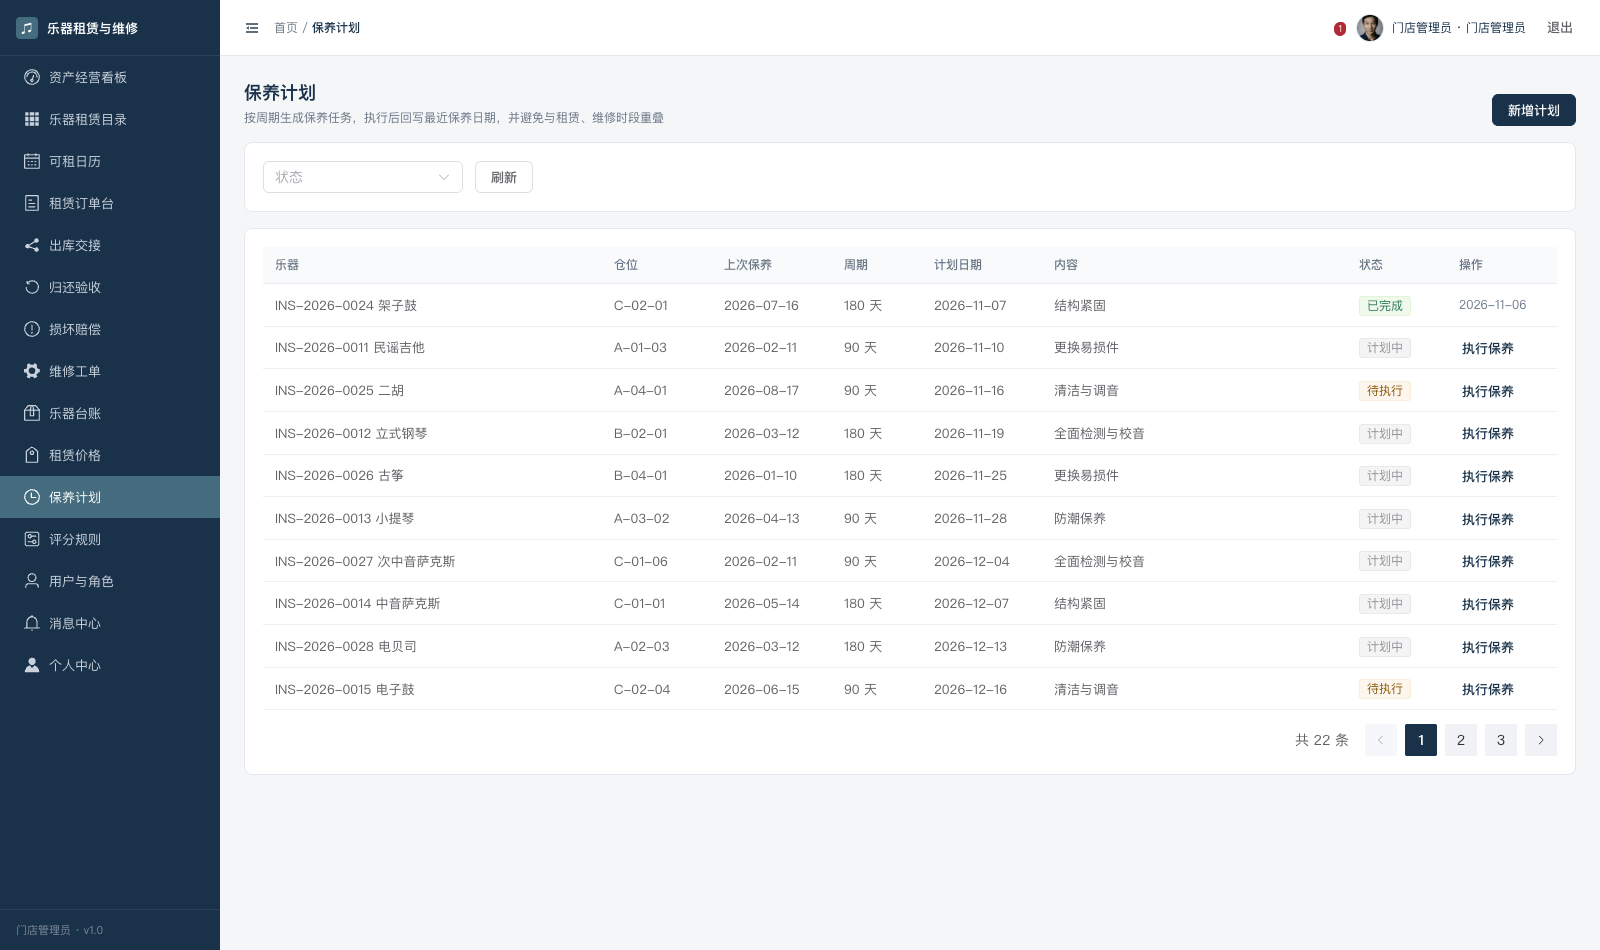 乐器租赁与维修
资产经营看板
乐器租赁目录
可租日历
租赁订单台
出库交接
归还验收
损坏赔偿
维修工单
乐器台账
租赁价格
保养计划
评分规则
用户与角色
消息中心
个人中心
门店管理员 · v1.0
首页 / 保养计划
1 门店管理员 · 门店管理员 退出
保养计划
按周期生成保养任务，执行后回写最近保养日期，并避免与租赁、维修时段重叠
新增计划
状态 刷新
乐器 仓位 上次保养 周期 计划日期 内容 状态 操作
INS-2026-0024 架子鼓 C-02-01 2026-07-16 180 天 2026-11-07 结构紧固 已完成 2026-11-06
INS-2026-0011 民谣吉他 A-01-03 2026-02-11 90 天 2026-11-10 更换易损件 计划中 执行保养
INS-2026-0025 二胡 A-04-01 2026-08-17 90 天 2026-11-16 清洁与调音 待执行 执行保养
INS-2026-0012 立式钢琴 B-02-01 2026-03-12 180 天 2026-11-19 全面检测与校音 计划中 执行保养
INS-2026-0026 古筝 B-04-01 2026-01-10 180 天 2026-11-25 更换易损件 计划中 执行保养
INS-2026-0013 小提琴 A-03-02 2026-04-13 90 天 2026-11-28 防潮保养 计划中 执行保养
INS-2026-0027 次中音萨克斯 C-01-06 2026-02-11 90 天 2026-12-04 全面检测与校音 计划中 执行保养
INS-2026-0014 中音萨克斯 C-01-01 2026-05-14 180 天 2026-12-07 结构紧固 计划中 执行保养
INS-2026-0028 电贝司 A-02-03 2026-03-12 180 天 2026-12-13 防潮保养 计划中 执行保养
INS-2026-0015 电子鼓 C-02-04 2026-06-15 90 天 2026-12-16 清洁与调音 待执行 执行保养
共 22 条 1 2 3